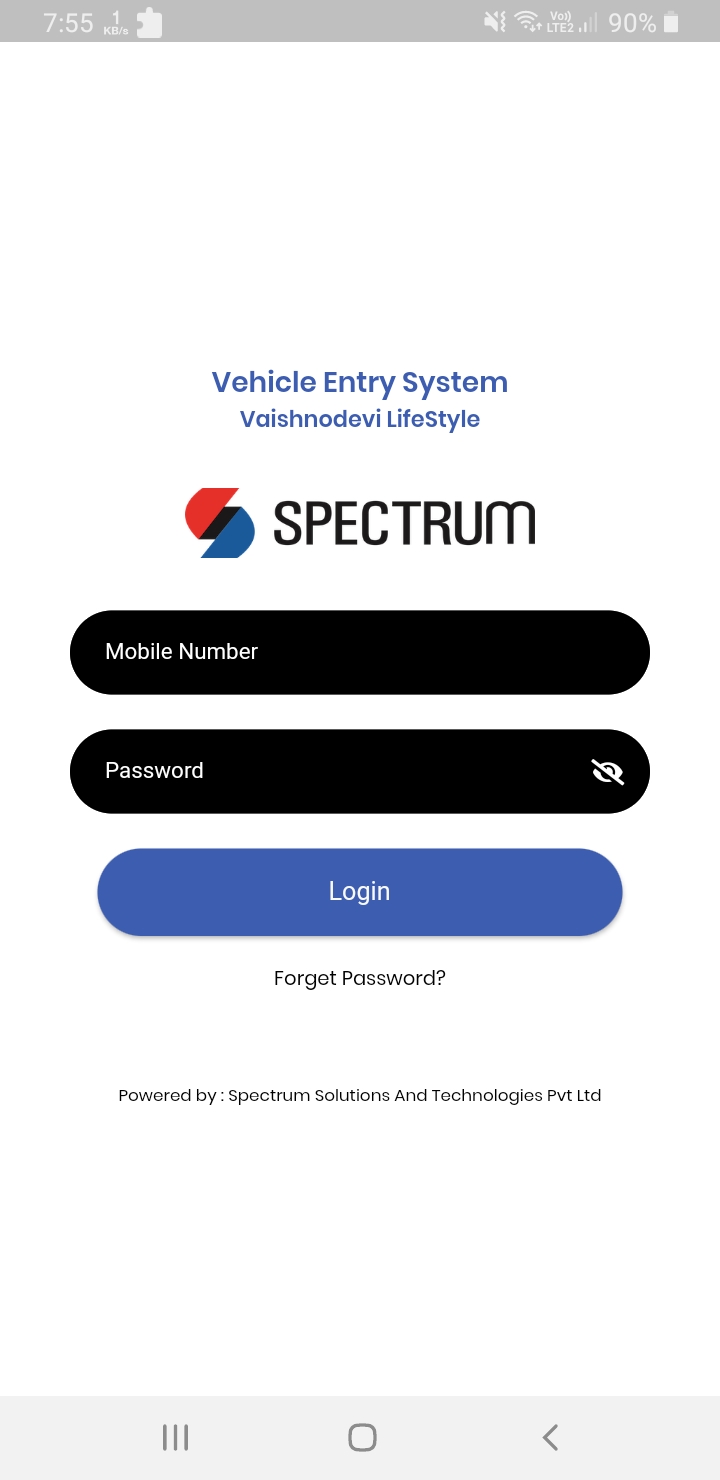 7:55 1 KB/s Vo) LTE2 90%
Vehicle Entry System
Vaishnodevi LifeStyle
SPECTRUM
Mobile Number
Password
Login
Forget Password?
Powered by : Spectrum Solutions And Technologies Pvt Ltd